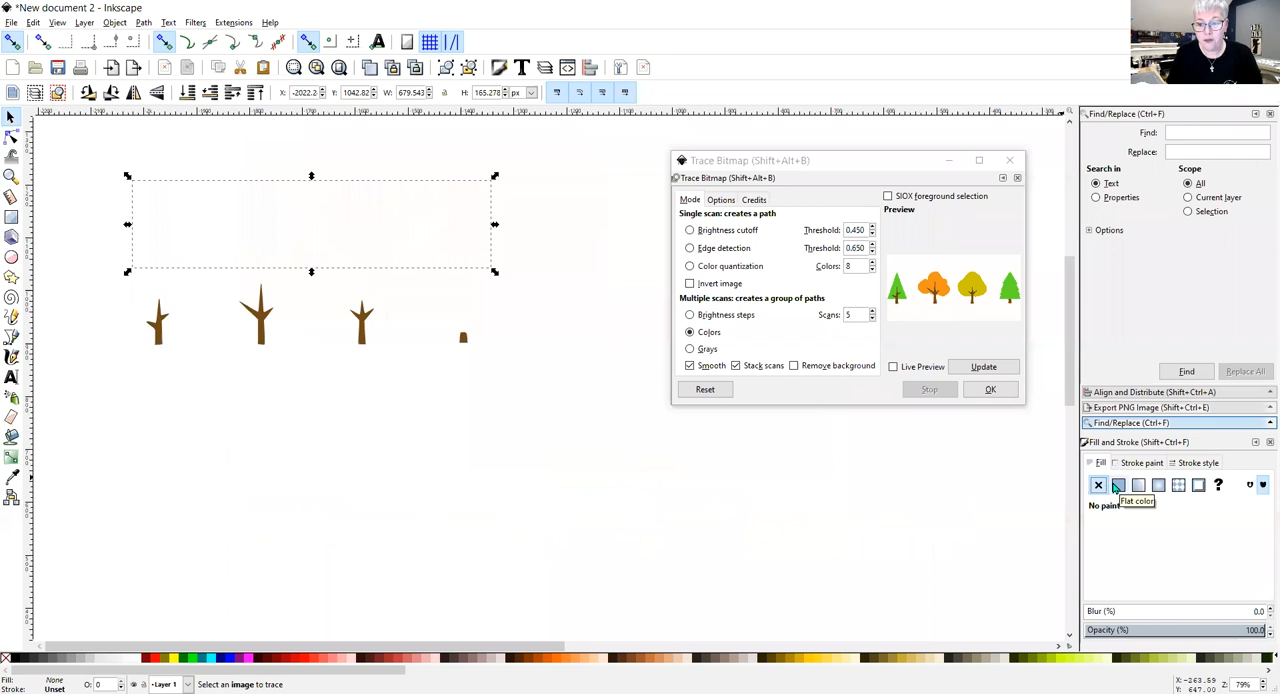 *New document 2 - Inkscape
File Edit View Layer Object Path Text Filters Extensions Help
X: -2022.2 Y: 1042.82 W: 679.543 H: 165.278 px
Trace Bitmap (Shift+Alt+B)
Trace Bitmap (Shift+Alt+B)
Mode Options Credits
SIOX foreground selection
Single scan: creates a path
Preview
Brightness cutoff Threshold: 0.450
Edge detection Threshold: 0.650
Color quantization Colors: 8
Invert image
Multiple scans: creates a group of paths
Brightness steps Scans: 5
Colors
Grays
Smooth Stack scans Remove background
Live Preview Update
Reset Stop OK
Find/Replace (Ctrl+F)
Find:
Replace:
Search in Scope
Text All
Properties Current Layer
Selection
Options
Find Replace All
Align and Distribute (Shift+Ctrl+A)
Export PNG Image (Shift+Ctrl+E)
Find/Replace (Ctrl+F)
Fill and Stroke (Shift+Ctrl+F)
Fill Stroke paint Stroke style
?
Flat color
No paint
Blur (%) 0.0
Opacity (%) 100.0
Fill: None
Stroke: Unset
O: 0
Layer 1
Select an image to trace
X: -263.59
Y: 647.00
Z: 79%